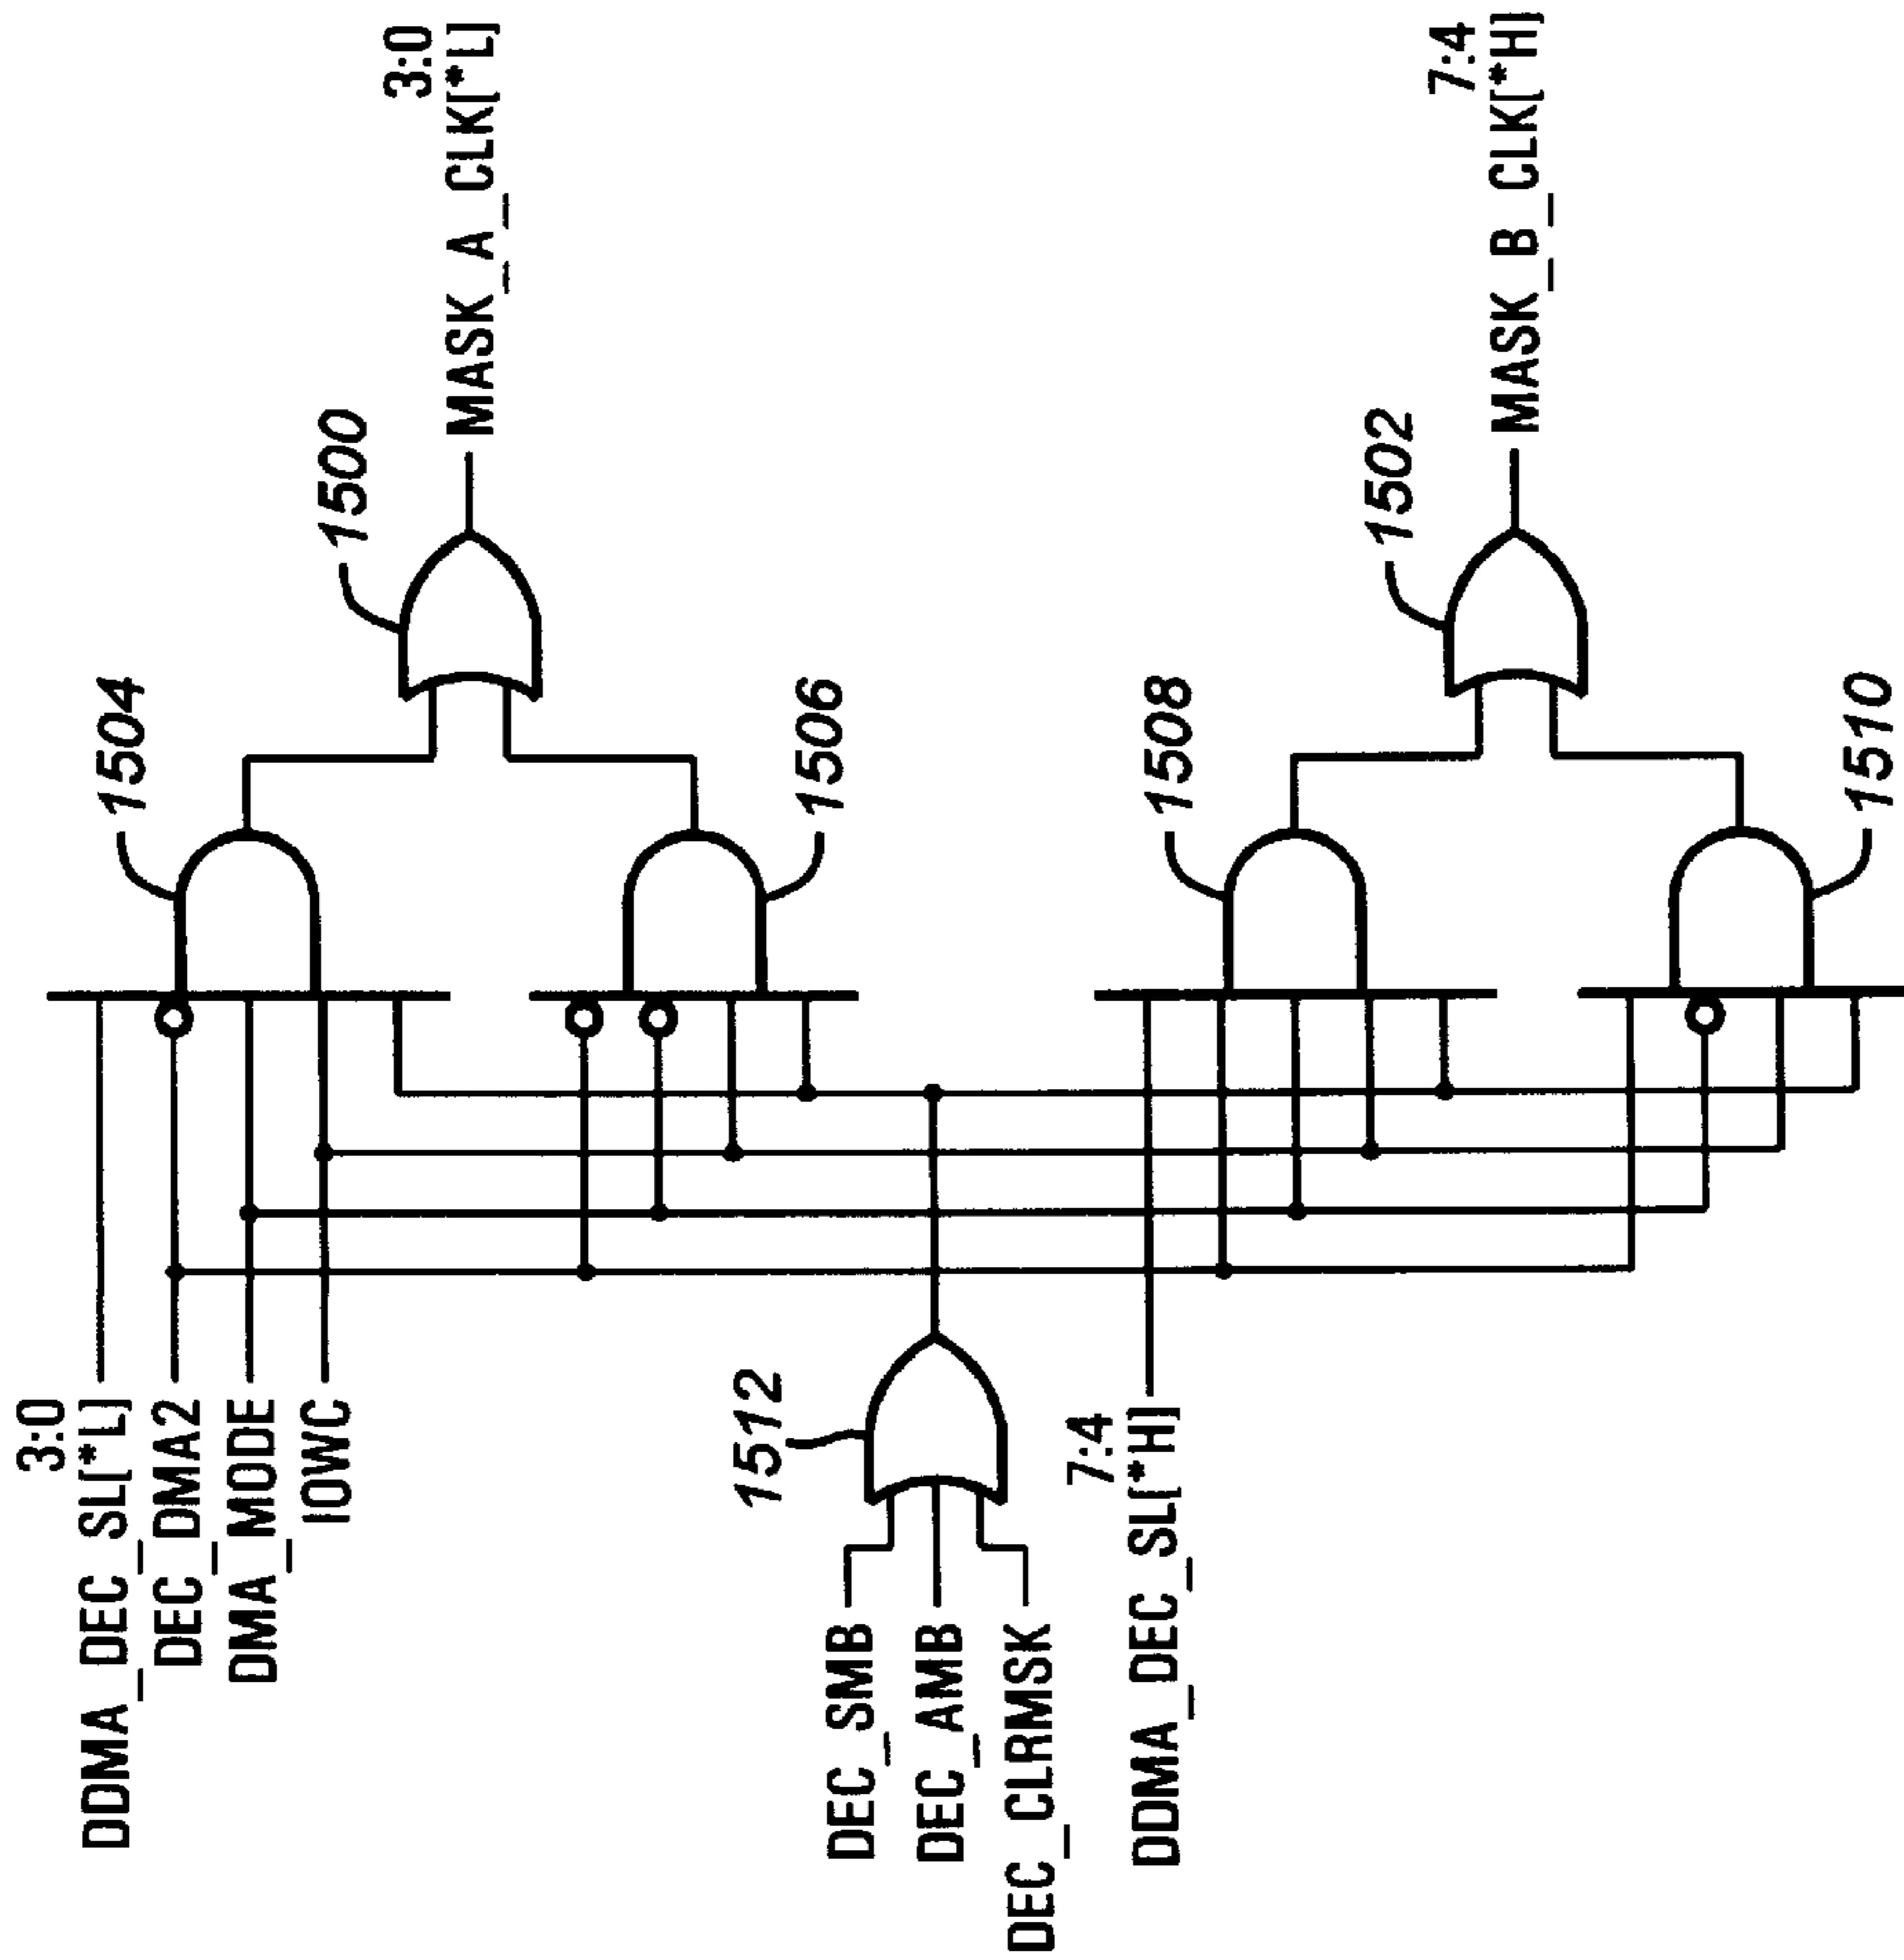 3:0
DDMA_DEC_SL[*L]
DEC_DMA2
DMA_MODE
IOWC
1504
1500
3:0
MASK_A_CLK[*L]
1506
1512
DEC_SMB
DEC_AMB
DEC_CLRMSK
7:4
DDMA_DEC_SL[*H]
1508
1502
7:4
MASK_B_CLK[*H]
1510